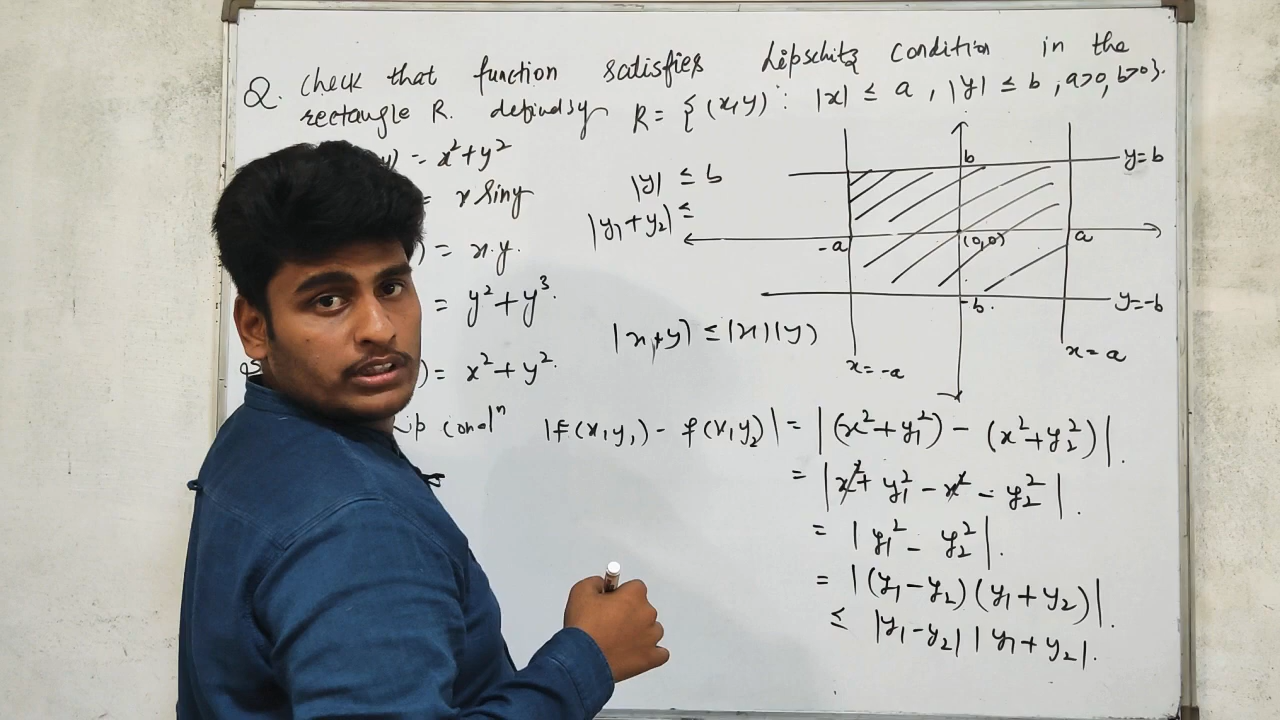 Q. Check that function satisfies Lipschitz condition in the
rectangle R. defined by R = { (x,y) : |x| ≤ a , |y| ≤ b , a>0, b>0}.
y) = x²+y²
= x siny
) = x.y.
= y²+y³.
) = x²+y².
|y| ≤ b
|y₁+y₂| ≤
|x+y| ≤ |x||y|
b
y=b
-a
(0,0)
a
-b.
y=-b
x=-a
x=a
Lip condⁿ |f(x,y₁) - f(x,y₂)| = |(x²+y₁²) - (x²+y₂²)|.
= |x²+ y₁² - x² - y₂²|.
= |y₁² - y₂²|.
= |(y₁-y₂)(y₁+y₂)|.
≤ |y₁-y₂| |y₁+y₂|.